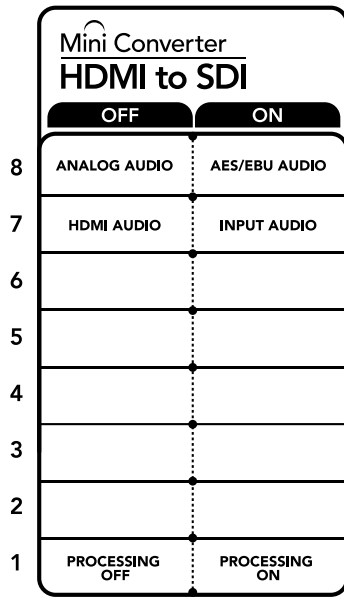 Mini Converter
HDMI to SDI
OFF ON
8 ANALOG AUDIO AES/EBU AUDIO
7 HDMI AUDIO INPUT AUDIO
6
5
4
3
2
1 PROCESSING OFF PROCESSING ON